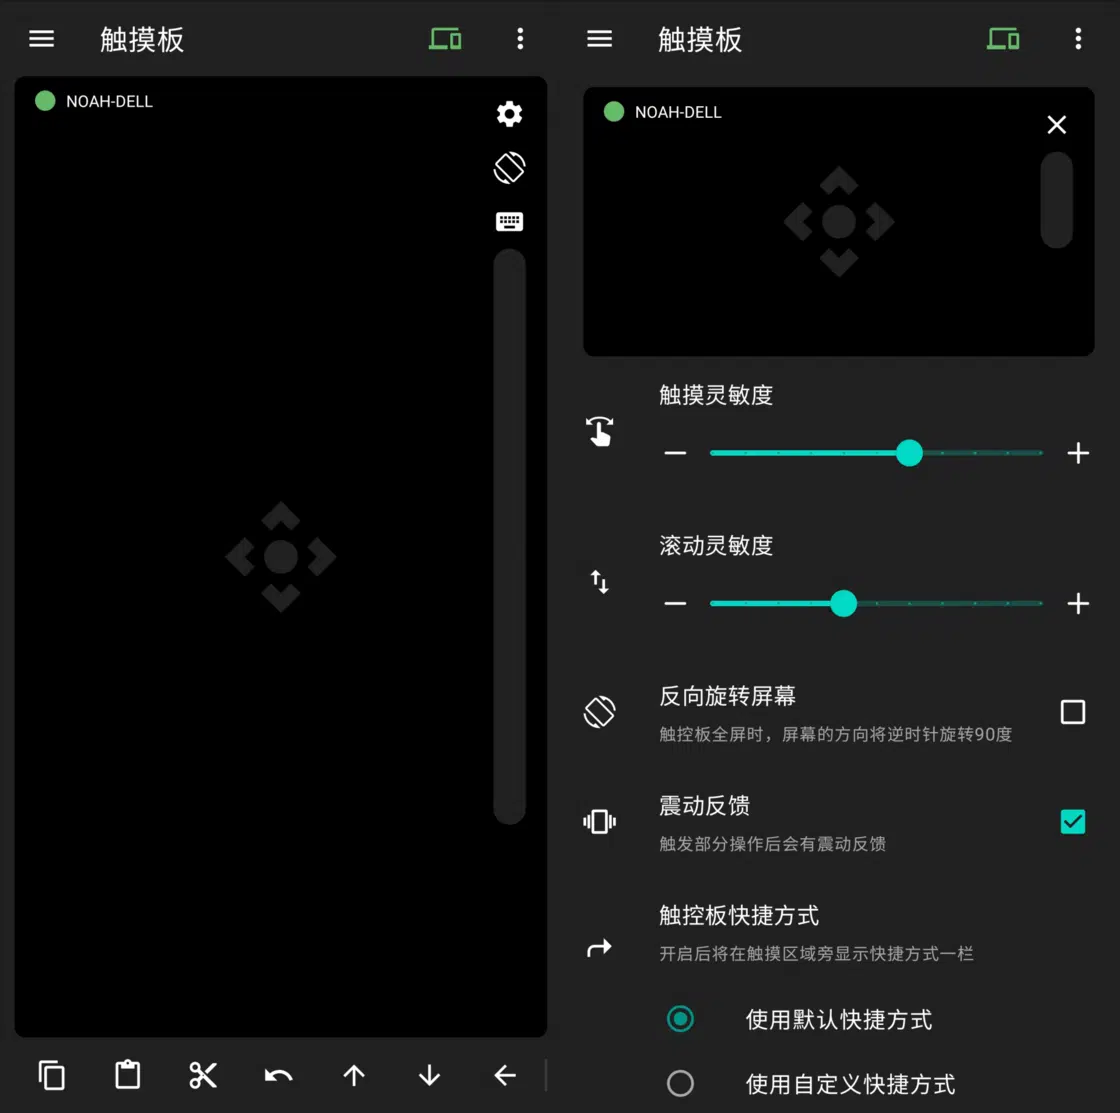 触摸板
NOAH-DELL
触摸板
NOAH-DELL
触摸灵敏度
滚动灵敏度
反向旋转屏幕
触控板全屏时，屏幕的方向将逆时针旋转90度
震动反馈
触发部分操作后会有震动反馈
触控板快捷方式
开启后将在触摸区域旁显示快捷方式一栏
使用默认快捷方式
使用自定义快捷方式